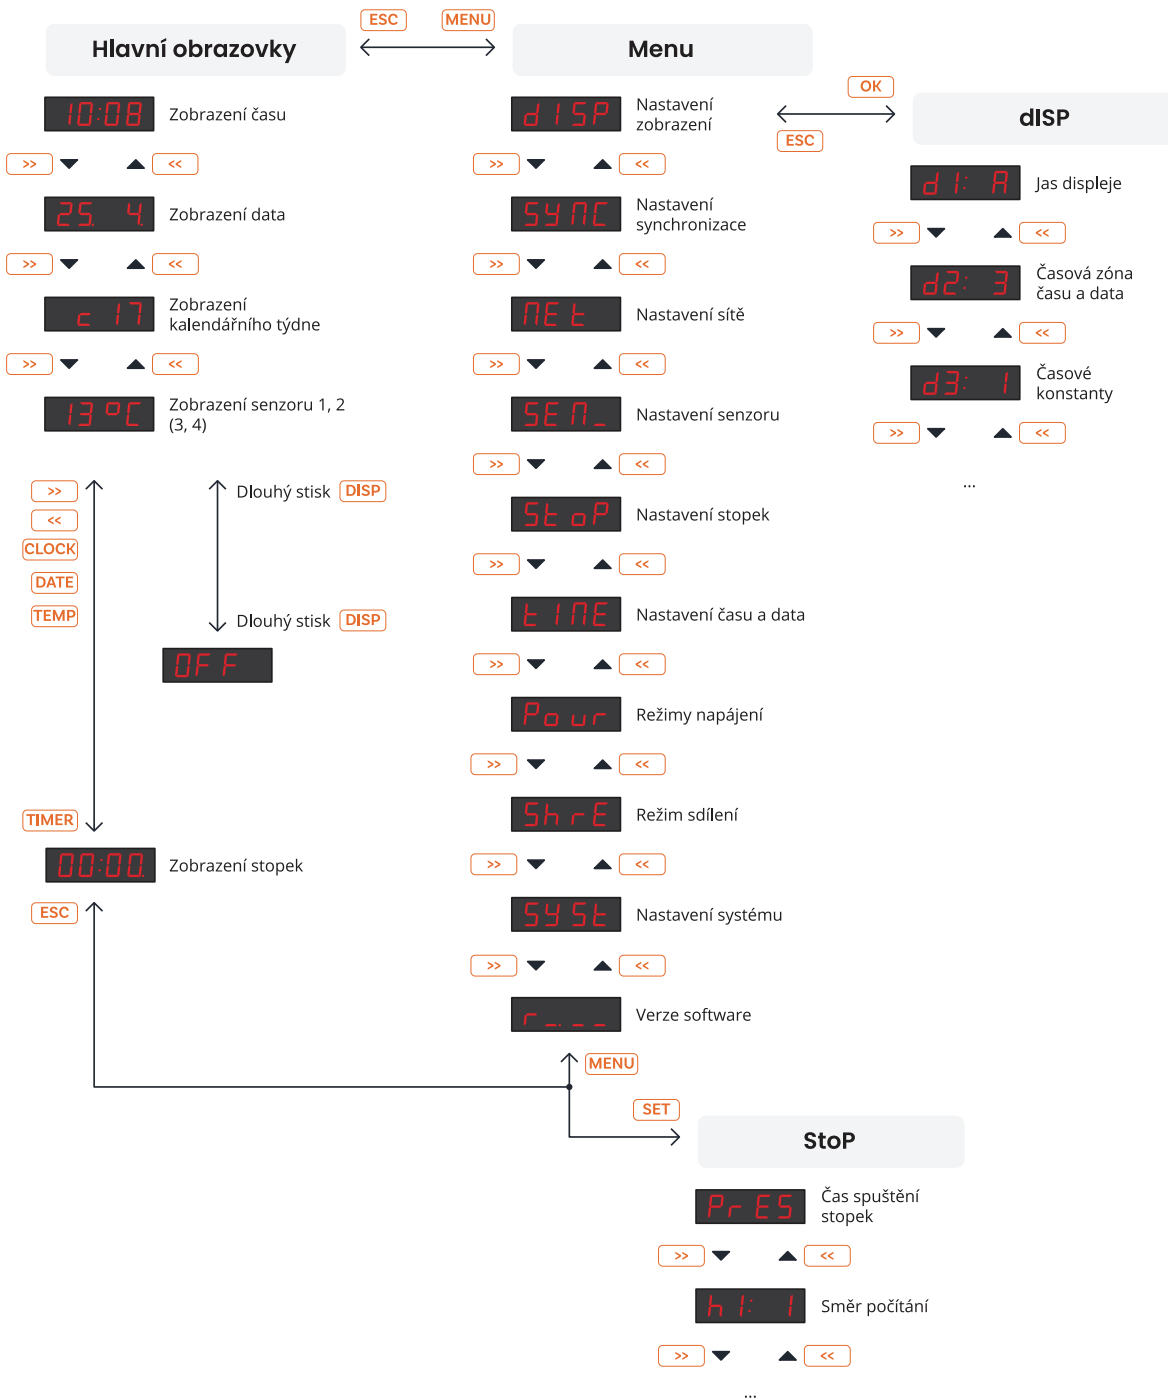 ESC MENU
Hlavní obrazovky
10:08 Zobrazení času
>> <<
25. 4. Zobrazení data
>> <<
c 17 Zobrazení
kalendářního týdne
>> <<
13 °C Zobrazení senzoru 1, 2
(3, 4)
>>
<<
CLOCK
DATE
TEMP
Dlouhý stisk DISP
Dlouhý stisk DISP
OFF
TIMER
00:00. Zobrazení stopek
ESC
Menu
dISP Nastavení
zobrazení
>> <<
SYNC Nastavení
synchronizace
>> <<
NEt Nastavení sítě
>> <<
SEN_ Nastavení senzoru
>> <<
StoP Nastavení stopek
>> <<
tIME Nastavení času a data
>> <<
Pour Režimy napájení
>> <<
ShrE Režim sdílení
>> <<
SYSt Nastavení systému
>> <<
r _._ _ Verze software
MENU
SET
OK
ESC
dISP
d1: A Jas displeje
>> <<
d2: 3 Časová zóna
času a data
>> <<
d3: 1 Časové
konstanty
>> <<
...
StoP
PrES Čas spuštění
stopek
>> <<
h1: 1 Směr počítání
>> <<
...